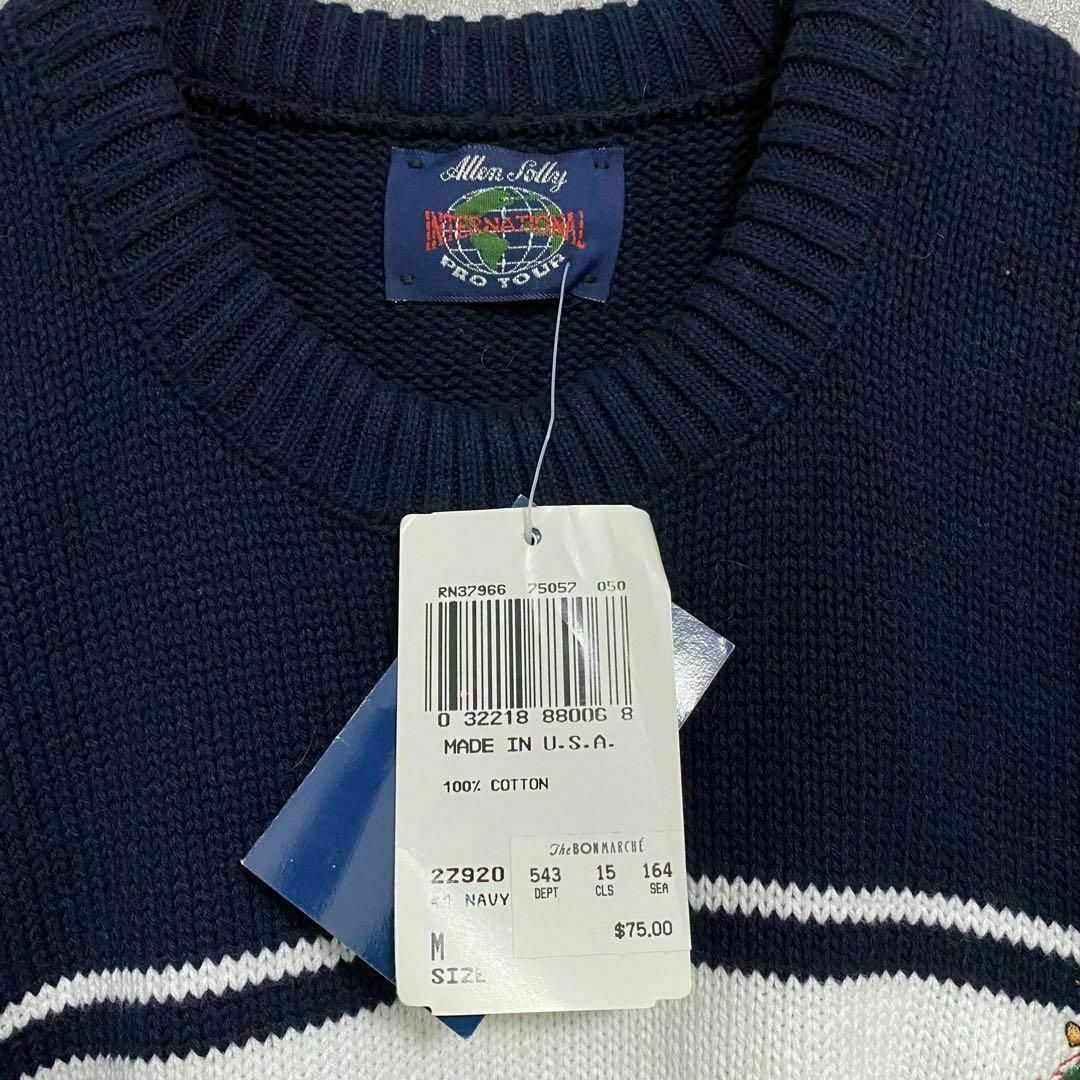 Allen Solly
INTERNATIONAL
PRO TOUR
RN37966 75057 050
0 32218 88006 8
MADE IN U.S.A.
100% COTTON
The BON MARCHÉ
2Z920 543 15 164
DEPT CLS SEA
NAVY
$75.00
M
SIZE